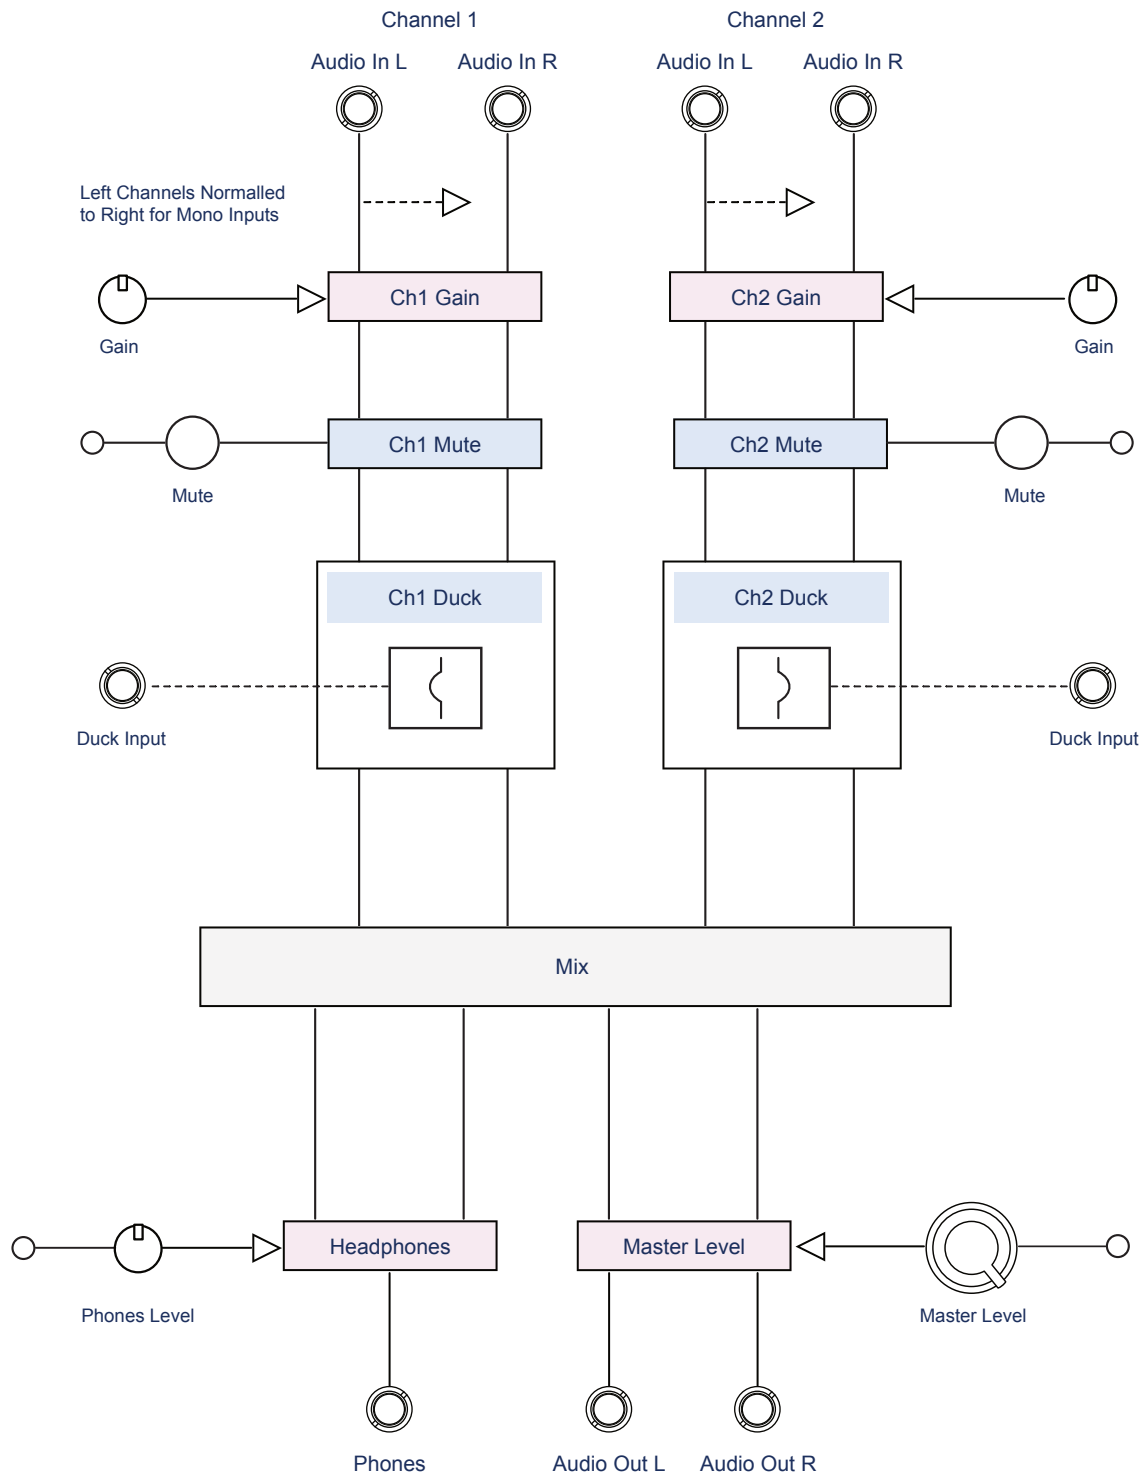 Channel 1
Channel 2
Audio In L
Audio In R
Audio In L
Audio In R
Left Channels Normalled
to Right for Mono Inputs
Ch1 Gain
Ch2 Gain
Gain
Gain
Ch1 Mute
Ch2 Mute
Mute
Mute
Ch1 Duck
Ch2 Duck
Duck Input
Duck Input
Mix
Headphones
Master Level
Phones Level
Master Level
Phones
Audio Out L
Audio Out R